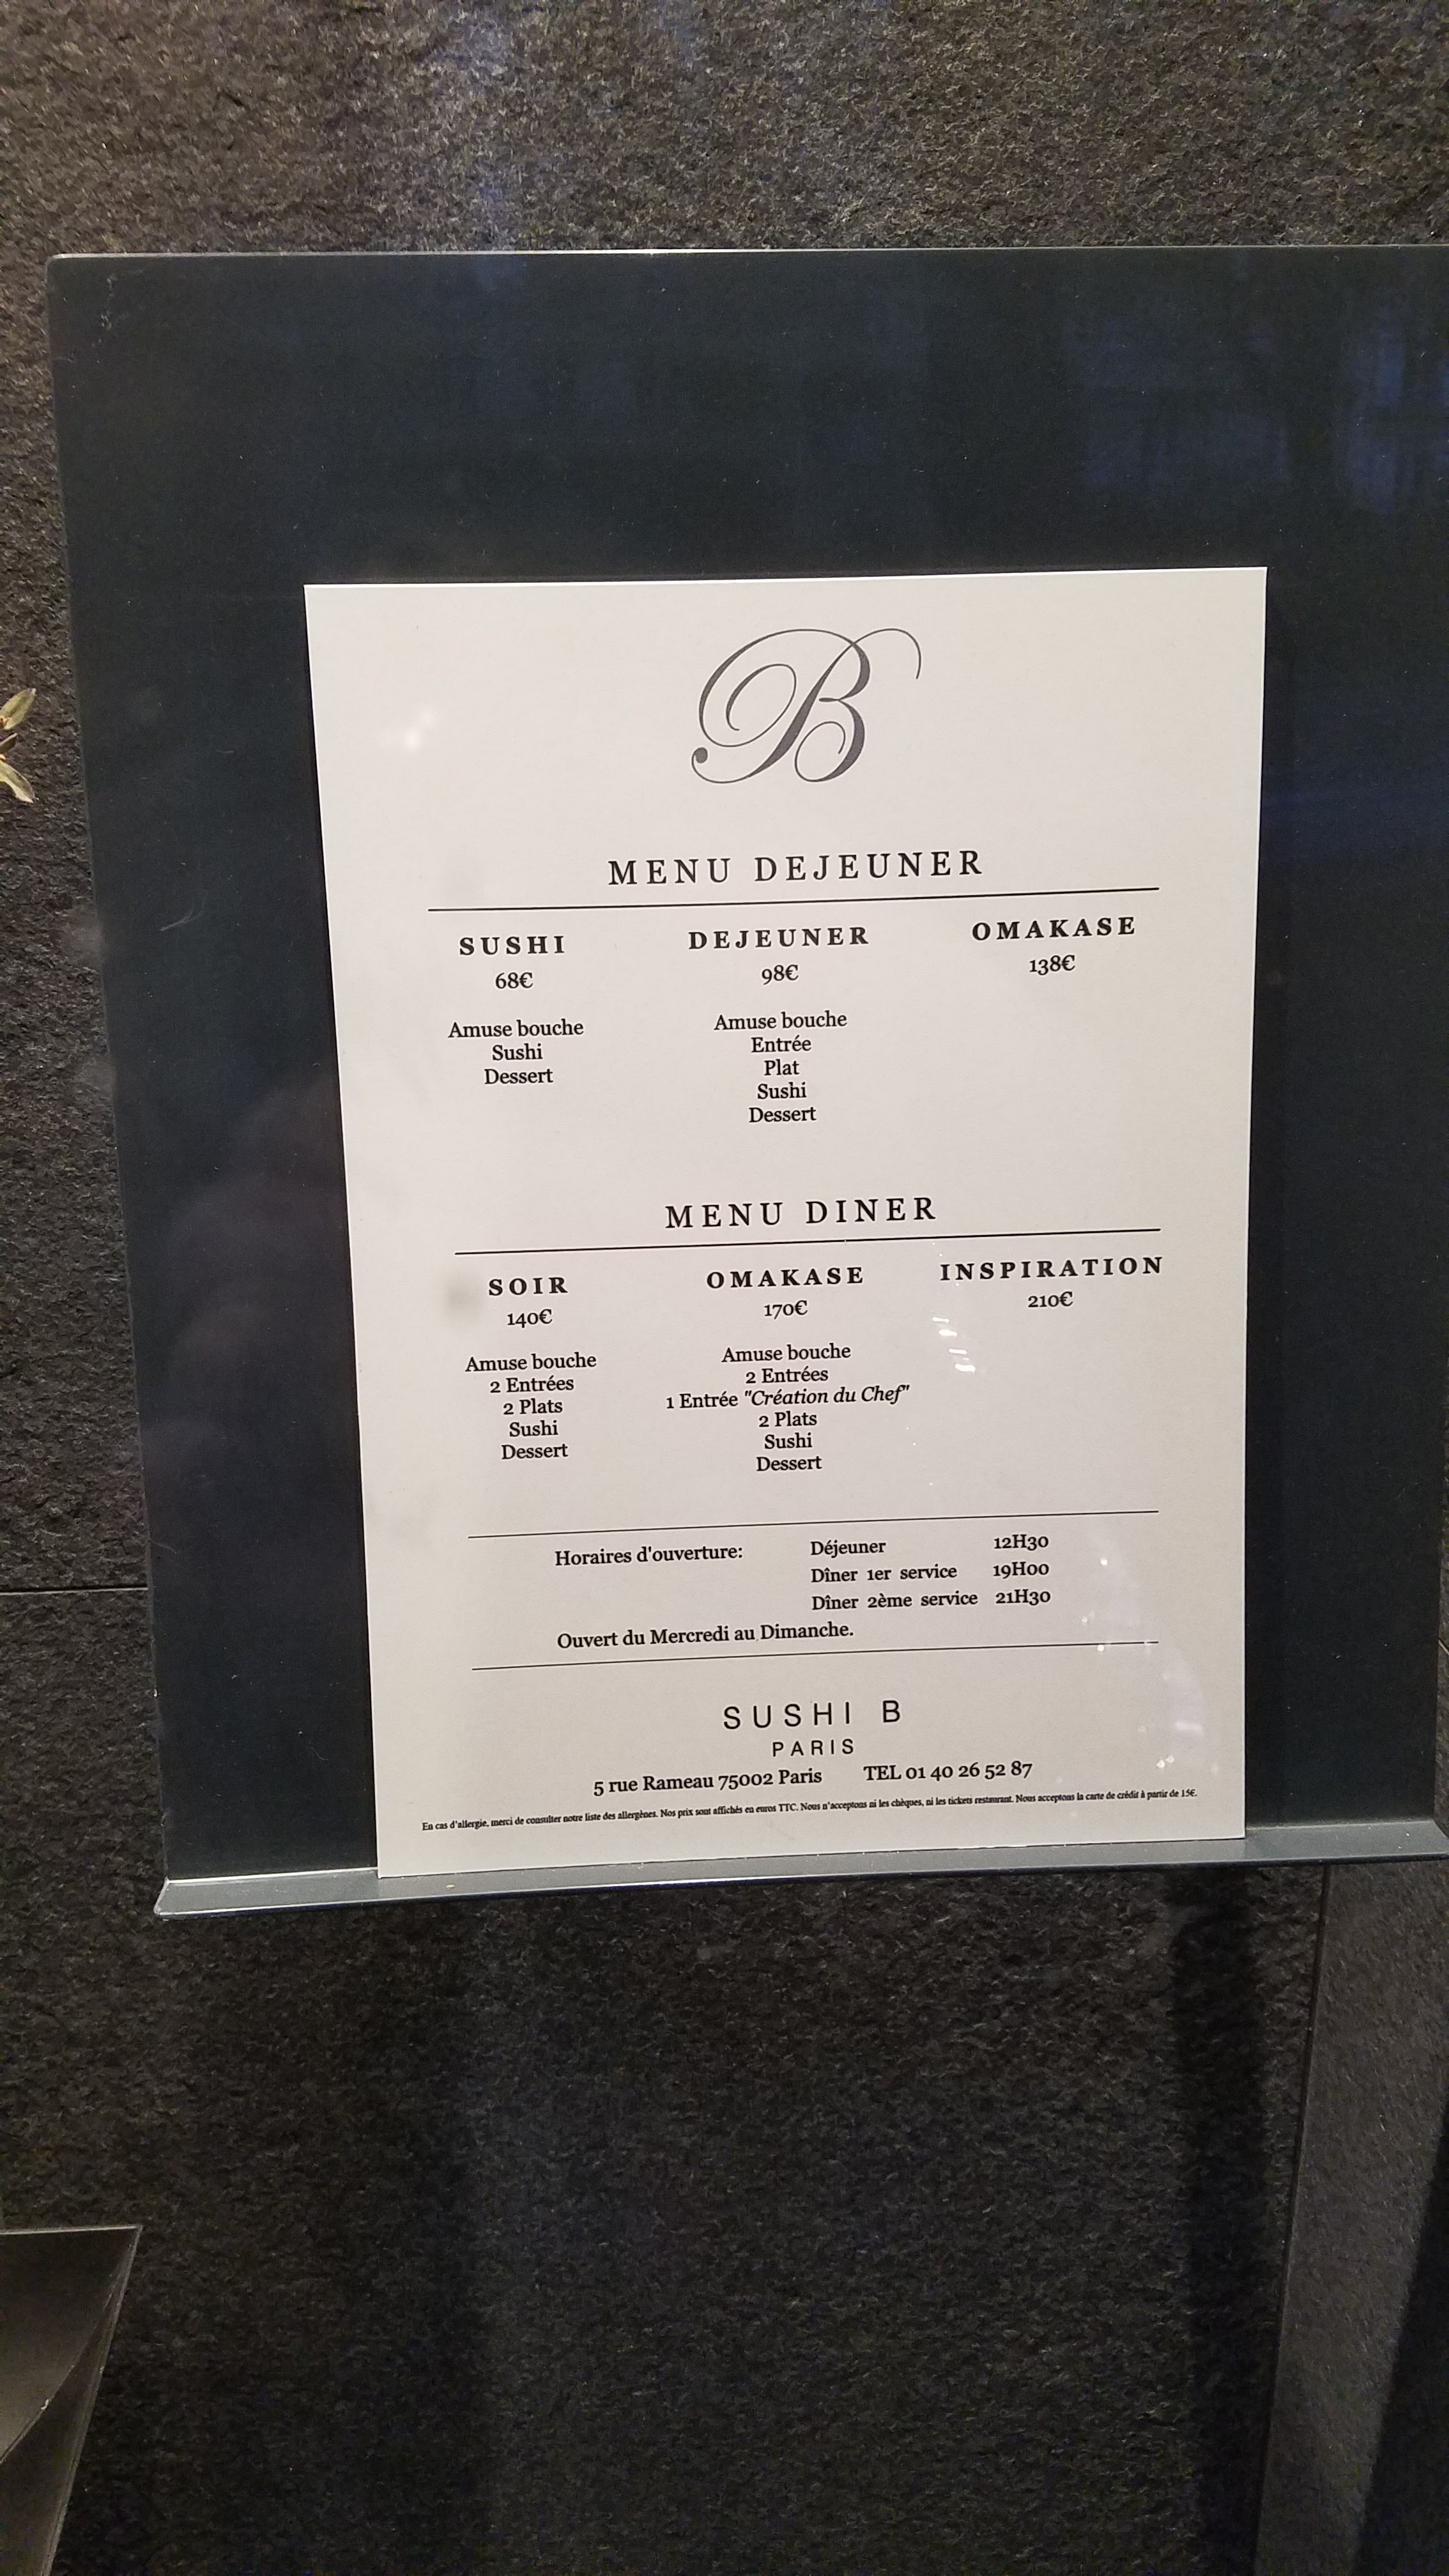 B
MENU DEJEUNER
SUSHI DEJEUNER OMAKASE
68€ 98€ 138€
Amuse bouche
Sushi
Dessert
Amuse bouche
Entrée
Plat
Sushi
Dessert
MENU DINER
SOIR OMAKASE INSPIRATION
140€ 170€ 210€
Amuse bouche
2 Entrées
2 Plats
Sushi
Dessert
Amuse bouche
2 Entrées
1 Entrée "Création du Chef"
2 Plats
Sushi
Dessert
Horaires d'ouverture: Déjeuner 12H30
Dîner 1er service 19H00
Dîner 2ème service 21H30
Ouvert du Mercredi au Dimanche.
SUSHI B
PARIS
5 rue Rameau 75002 Paris TEL 01 40 26 52 87
En cas d'allergie, merci de consulter notre liste des allergènes. Nos prix sont affichés en euros TTC. Nous n'acceptons ni les chèques, ni les tickets restaurant. Nous acceptons la carte de crédit à partir de 15€.